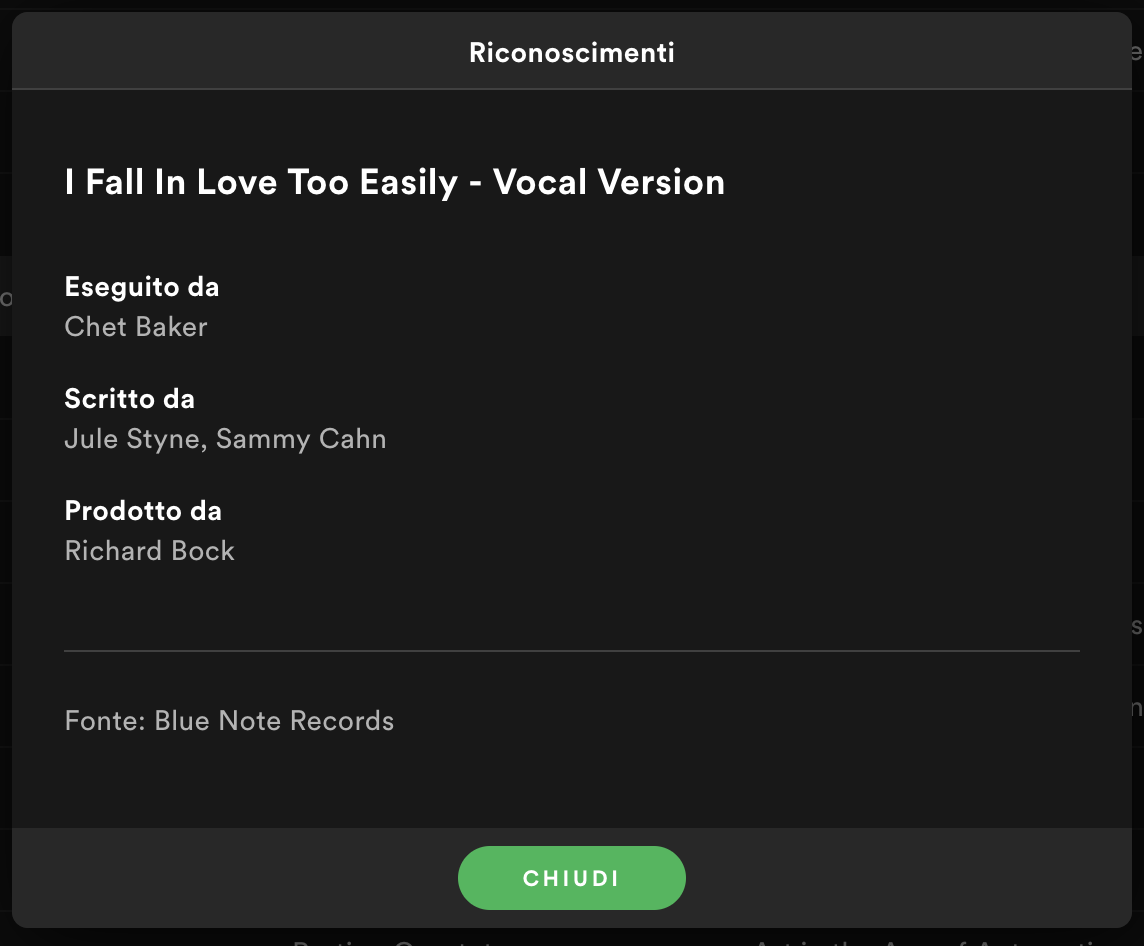 Riconoscimenti
I Fall In Love Too Easily - Vocal Version
Eseguito da
Chet Baker
Scritto da
Jule Styne, Sammy Cahn
Prodotto da
Richard Bock
Fonte: Blue Note Records
CHIUDI